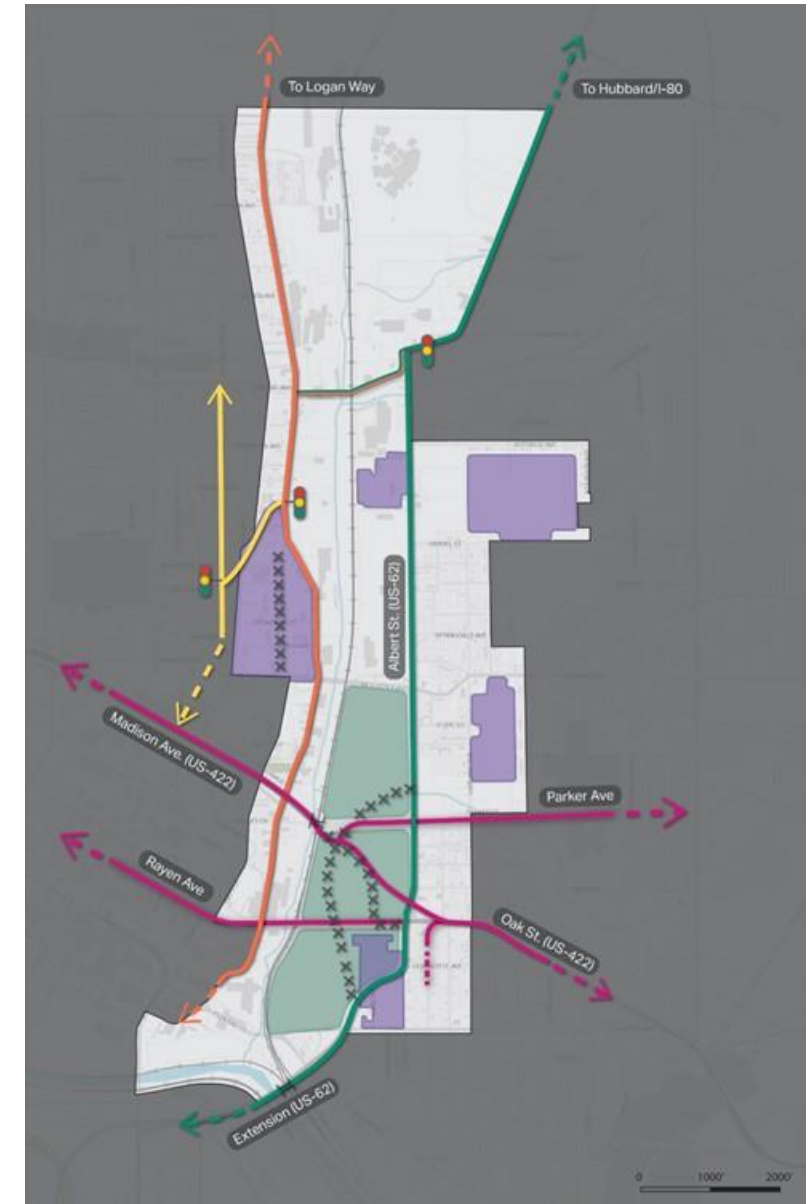 To Logan Way
To Hubbard/I-80
Albert St. (US-62)
Madison Ave. (US-422)
Parker Ave
Rayen Ave
Oak St. (US-422)
Extension (US-62)
0 1000' 2000'